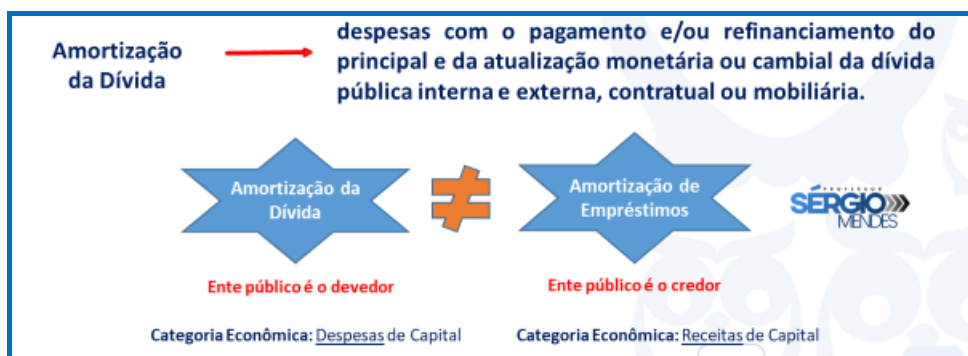 Amortização
da Dívida
despesas com o pagamento e/ou refinanciamento do
principal e da atualização monetária ou cambial da dívida
pública interna e externa, contratual ou mobiliária.
Amortização da
Dívida
≠
Amortização de
Empréstimos
PROFESSOR
SÉRGIO
MENDES
Ente público é o devedor
Ente público é o credor
Categoria Econômica: Despesas de Capital
Categoria Econômica: Receitas de Capital